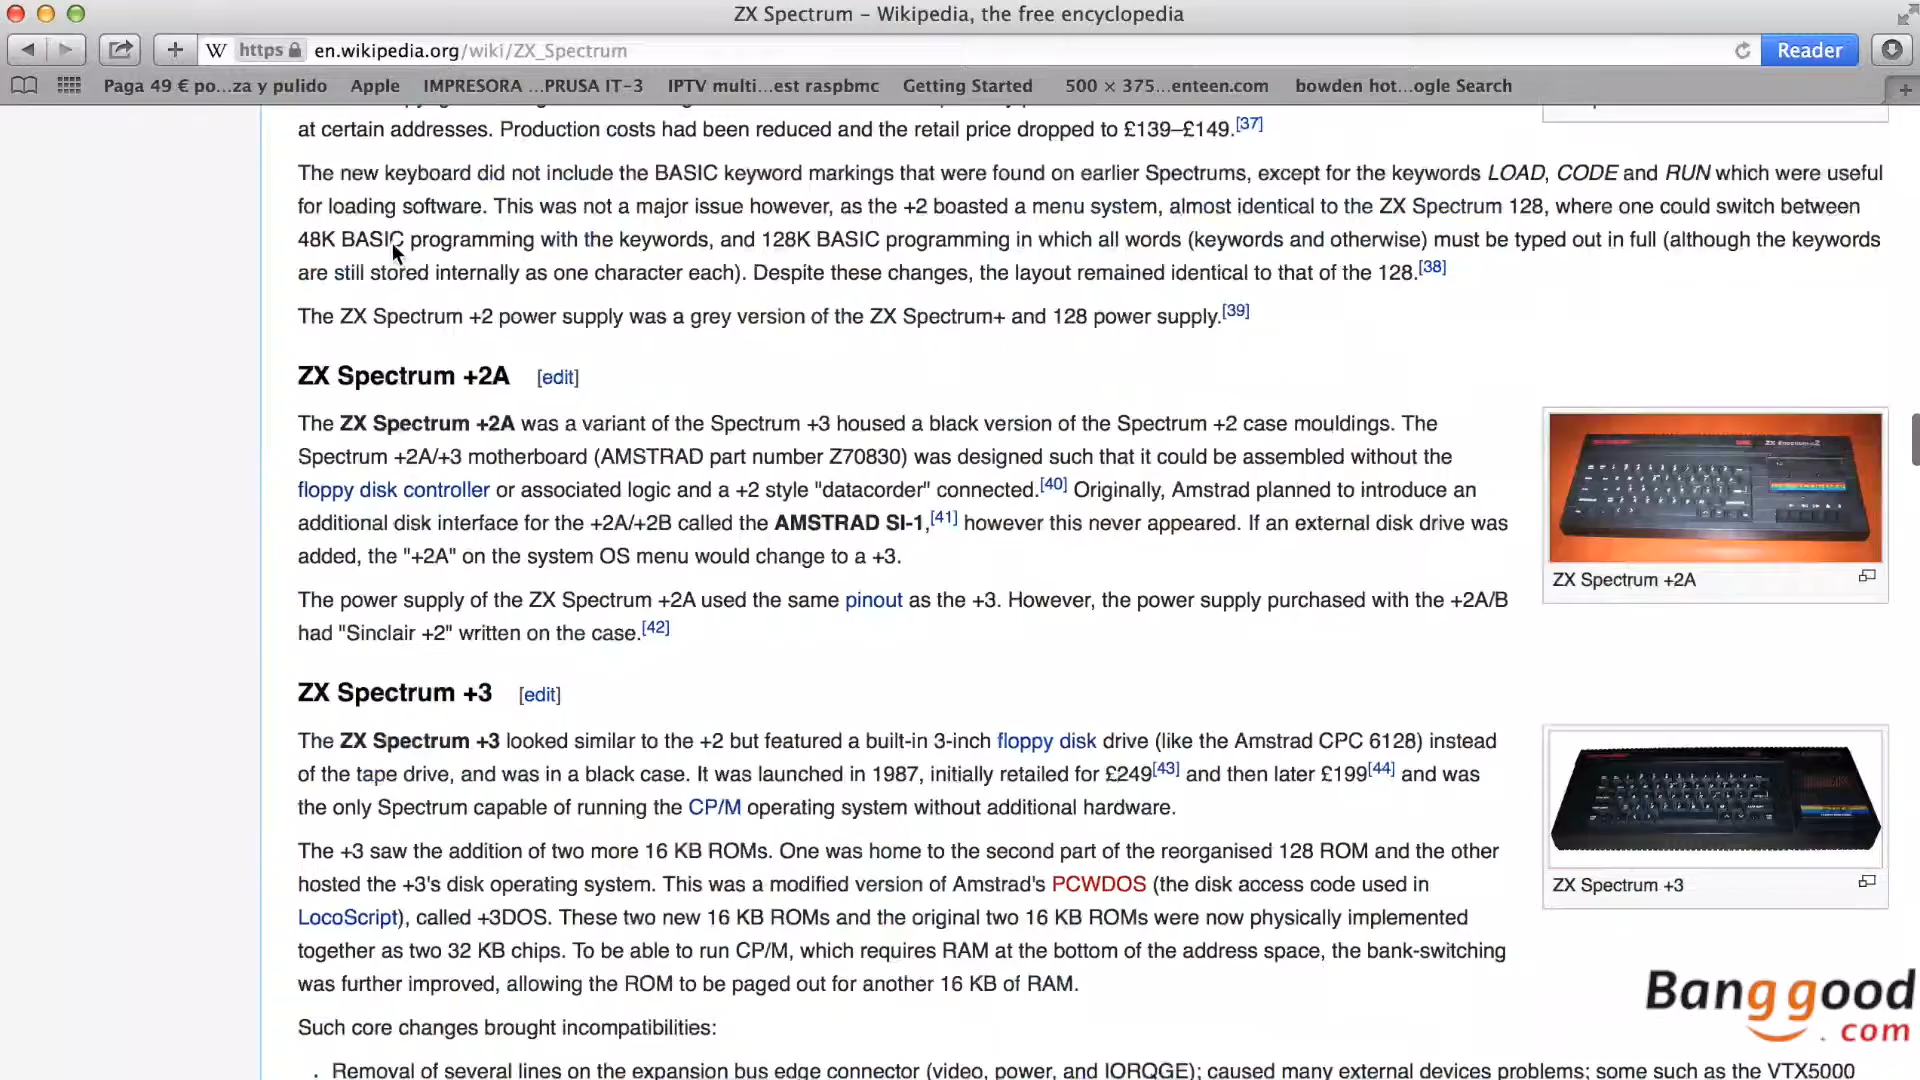 ZX Spectrum – Wikipedia, the free encyclopedia
W https en.wikipedia.org/wiki/ZX_Spectrum Reader
Paga 49 € po...za y pulido Apple IMPRESORA ...PRUSA IT-3 IPTV multi...est raspbmc Getting Started 500 × 375...enteen.com bowden hot...ogle Search
at certain addresses. Production costs had been reduced and the retail price dropped to £139–£149.[37]
The new keyboard did not include the BASIC keyword markings that were found on earlier Spectrums, except for the keywords LOAD, CODE and RUN which were useful
for loading software. This was not a major issue however, as the +2 boasted a menu system, almost identical to the ZX Spectrum 128, where one could switch between
48K BASIC programming with the keywords, and 128K BASIC programming in which all words (keywords and otherwise) must be typed out in full (although the keywords
are still stored internally as one character each). Despite these changes, the layout remained identical to that of the 128.[38]
The ZX Spectrum +2 power supply was a grey version of the ZX Spectrum+ and 128 power supply.[39]
ZX Spectrum +2A [edit]
The ZX Spectrum +2A was a variant of the Spectrum +3 housed a black version of the Spectrum +2 case mouldings. The
Spectrum +2A/+3 motherboard (AMSTRAD part number Z70830) was designed such that it could be assembled without the
floppy disk controller or associated logic and a +2 style "datacorder" connected.[40] Originally, Amstrad planned to introduce an
additional disk interface for the +2A/+2B called the AMSTRAD SI-1,[41] however this never appeared. If an external disk drive was
added, the "+2A" on the system OS menu would change to a +3.
ZX Spectrum +2A
The power supply of the ZX Spectrum +2A used the same pinout as the +3. However, the power supply purchased with the +2A/B
had "Sinclair +2" written on the case.[42]
ZX Spectrum +3 [edit]
The ZX Spectrum +3 looked similar to the +2 but featured a built-in 3-inch floppy disk drive (like the Amstrad CPC 6128) instead
of the tape drive, and was in a black case. It was launched in 1987, initially retailed for £249[43] and then later £199[44] and was
the only Spectrum capable of running the CP/M operating system without additional hardware.
The +3 saw the addition of two more 16 KB ROMs. One was home to the second part of the reorganised 128 ROM and the other
hosted the +3's disk operating system. This was a modified version of Amstrad's PCWDOS (the disk access code used in
ZX Spectrum +3
LocoScript), called +3DOS. These two new 16 KB ROMs and the original two 16 KB ROMs were now physically implemented
together as two 32 KB chips. To be able to run CP/M, which requires RAM at the bottom of the address space, the bank-switching
was further improved, allowing the ROM to be paged out for another 16 KB of RAM.
Such core changes brought incompatibilities:
. Removal of several lines on the expansion bus edge connector (video, power, and IORQGE); caused many external devices problems; some such as the VTX5000
Banggood
.com